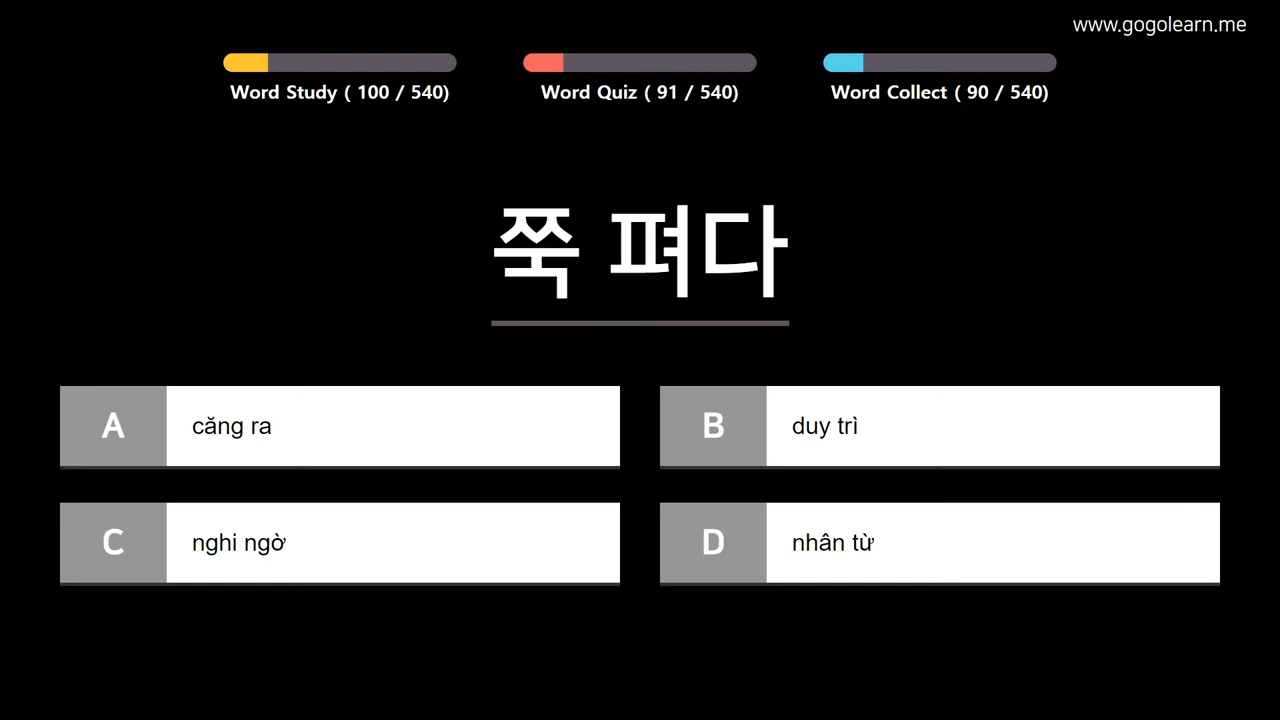 www.gogolearn.me
Word Study ( 100 / 540)
Word Quiz ( 91 / 540)
Word Collect ( 90 / 540)
쭉 펴다
A
căng ra
B
duy trì
C
nghi ngờ
D
nhân từ